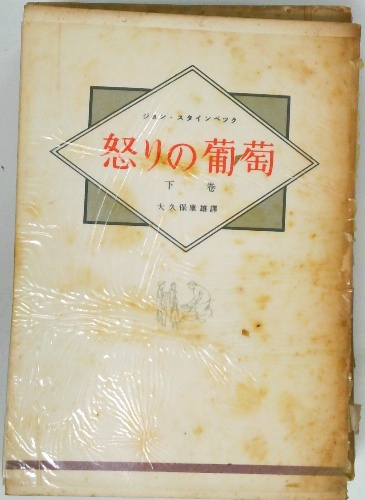 ジョン・スタインベック
怒りの葡萄
下巻
大久保康雄譯